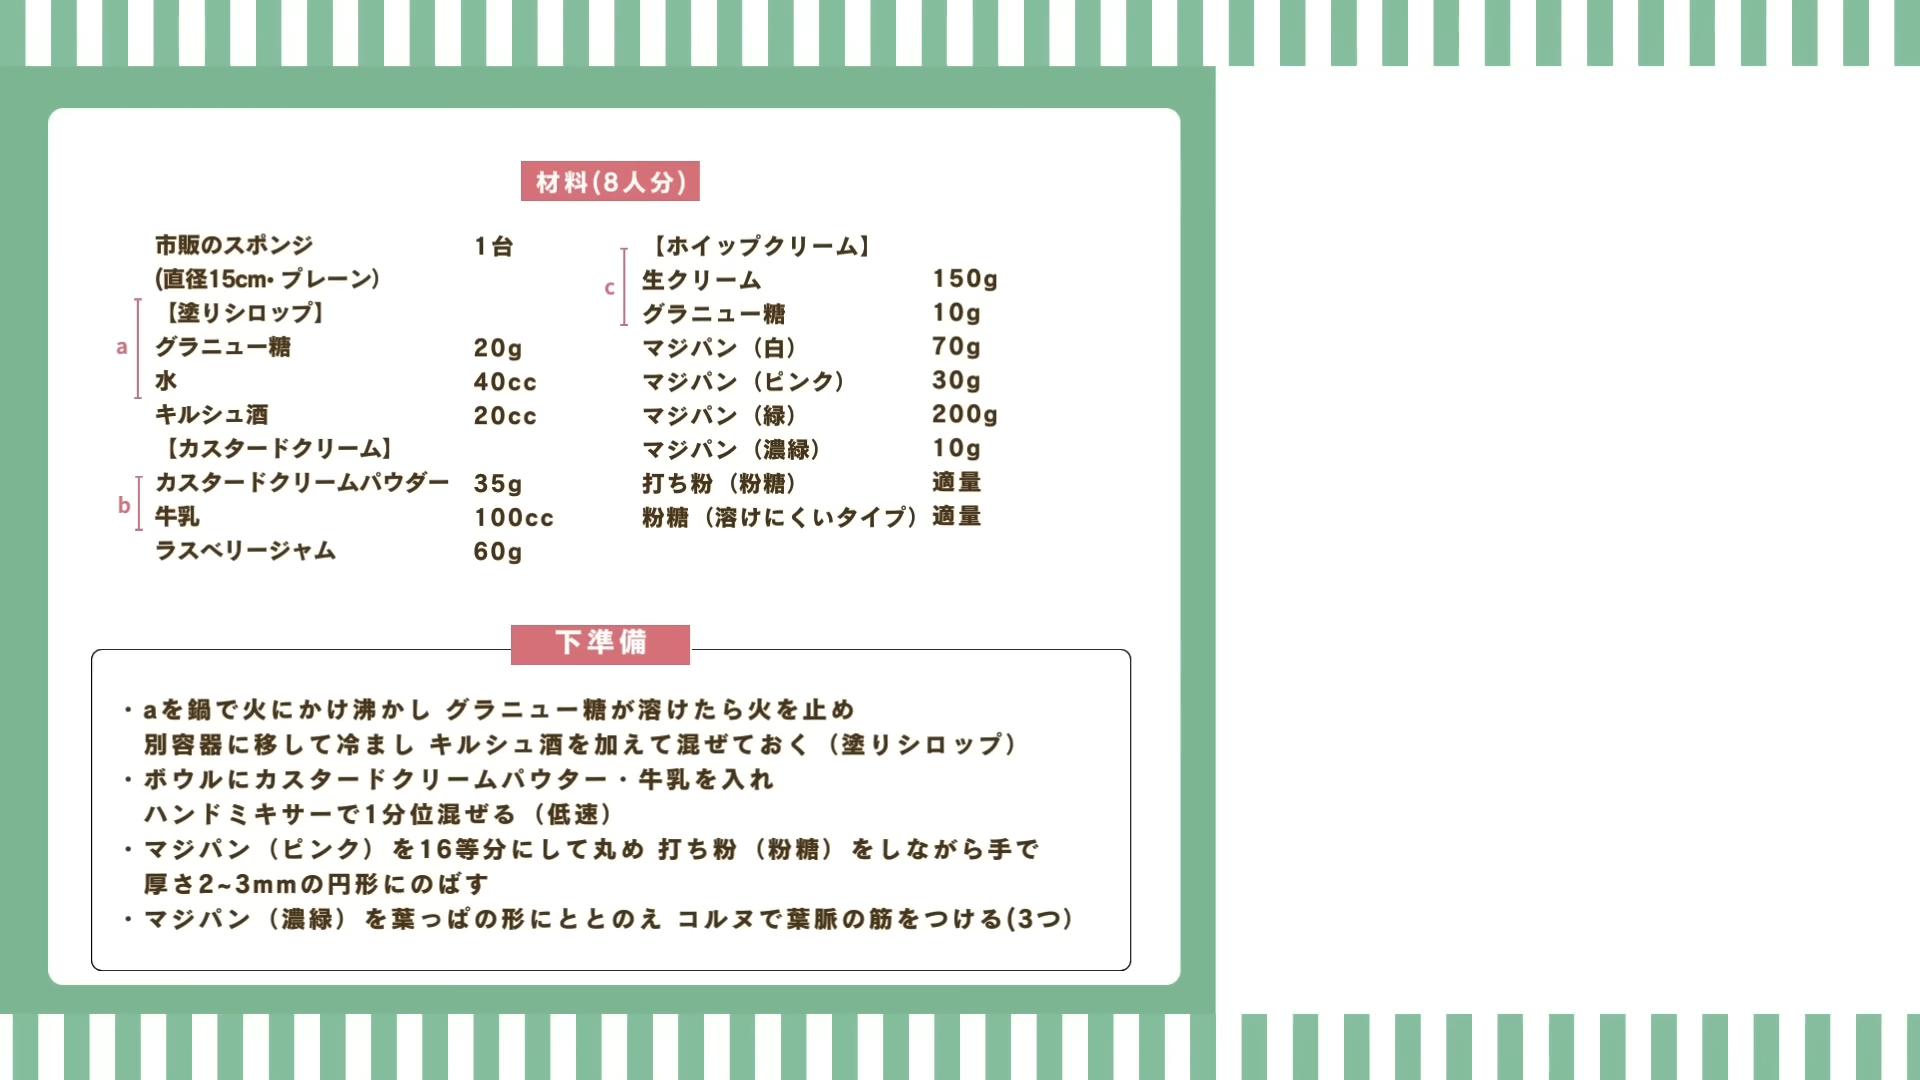 材料(8人分)
市販のスポンジ 1台
(直径15cm・プレーン)
a
【塗りシロップ】
グラニュー糖 20g
水 40cc
キルシュ酒 20cc
【カスタードクリーム】
b
カスタードクリームパウダー 35g
牛乳 100cc
ラズベリージャム 60g
c
【ホイップクリーム】
生クリーム 150g
グラニュー糖 10g
マジパン（白） 70g
マジパン（ピンク） 30g
マジパン（緑） 200g
マジパン（濃緑） 10g
打ち粉（粉糖） 適量
粉糖（溶けにくいタイプ） 適量
下準備
・aを鍋で火にかけ沸かし グラニュー糖が溶けたら火を止め
別容器に移して冷まし キルシュ酒を加えて混ぜておく（塗りシロップ）
・ボウルにカスタードクリームパウダー・牛乳を入れ
ハンドミキサーで1分位混ぜる（低速）
・マジパン（ピンク）を16等分にして丸め 打ち粉（粉糖）をしながら手で
厚さ2~3mmの円形にのばす
・マジパン（濃緑）を葉っぱの形にととのえ コルヌで葉脈の筋をつける(3つ)